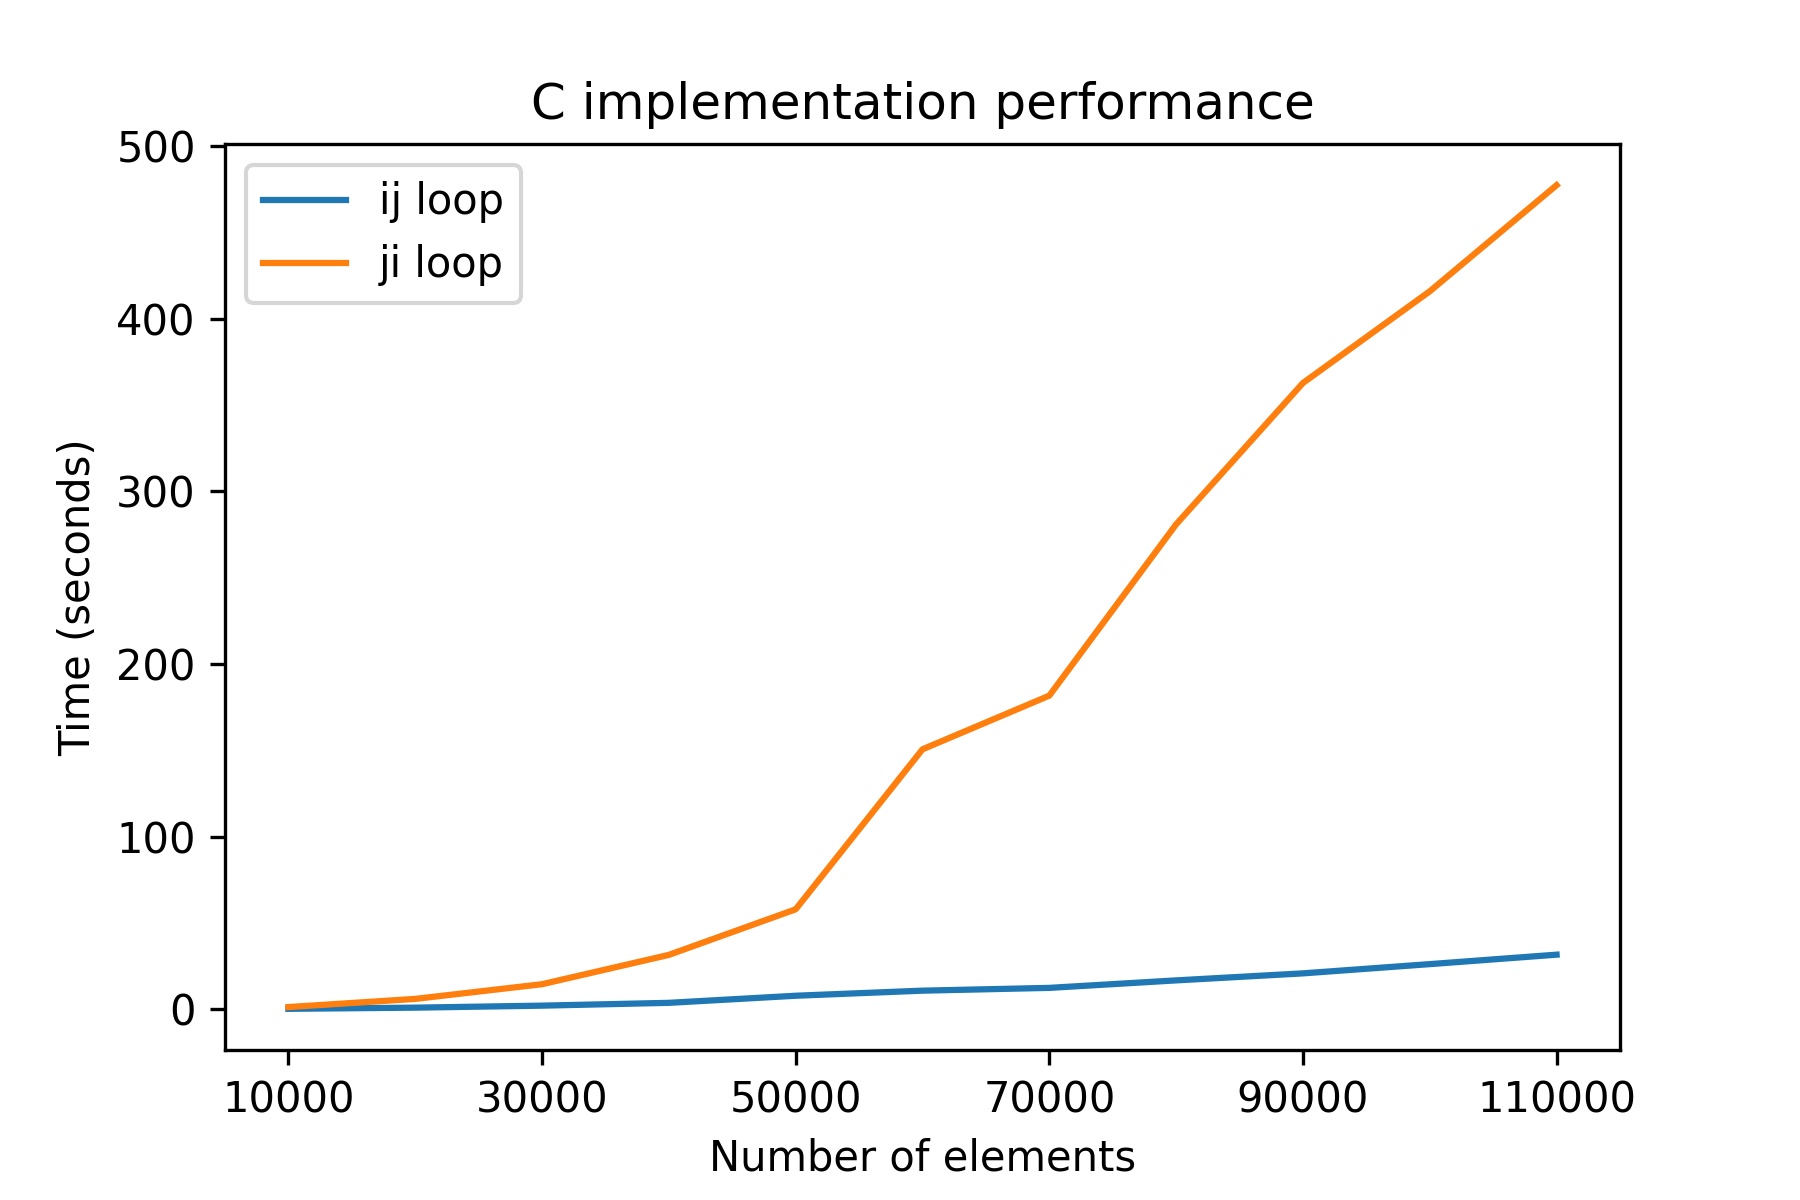 C implementation performance
500
400
300
200
100
0
Time (seconds)
ij loop
ji loop
10000 30000 50000 70000 90000 110000
Number of elements